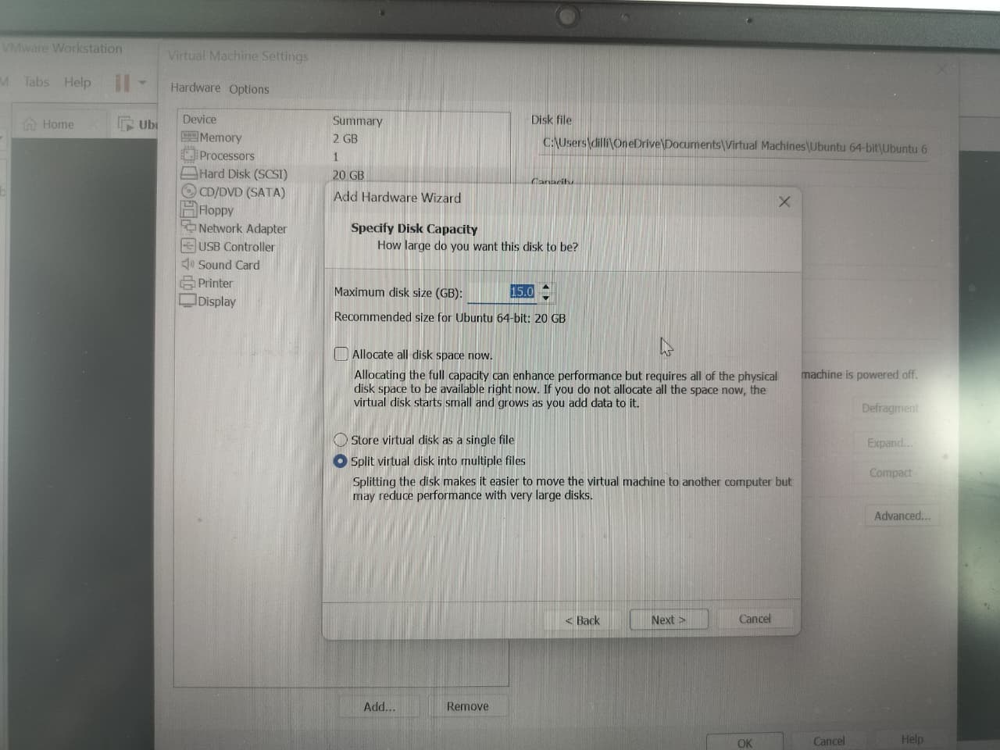 VMware Workstation
Virtual Machine Settings
M Tabs Help
Hardware Options
Home
Device Summary
Memory 2 GB
Processors 1
Hard Disk (SCSI) 20 GB
CD/DVD (SATA)
Floppy
Network Adapter
USB Controller
Sound Card
Printer
Display
Disk file
C:\Users\dilli\OneDrive\Documents\Virtual Machines\Ubuntu 64-bit\Ubuntu 6
Capacity
Add Hardware Wizard
Specify Disk Capacity
How large do you want this disk to be?
Maximum disk size (GB): 15.0
Recommended size for Ubuntu 64-bit: 20 GB
Allocate all disk space now.
Allocating the full capacity can enhance performance but requires all of the physical
disk space to be available right now. If you do not allocate all the space now, the
virtual disk starts small and grows as you add data to it.
Store virtual disk as a single file
Split virtual disk into multiple files
Splitting the disk makes it easier to move the virtual machine to another computer but
may reduce performance with very large disks.
< Back Next > Cancel
machine is powered off.
Defragment
Expand...
Compact
Advanced...
Add... Remove
OK Cancel Help